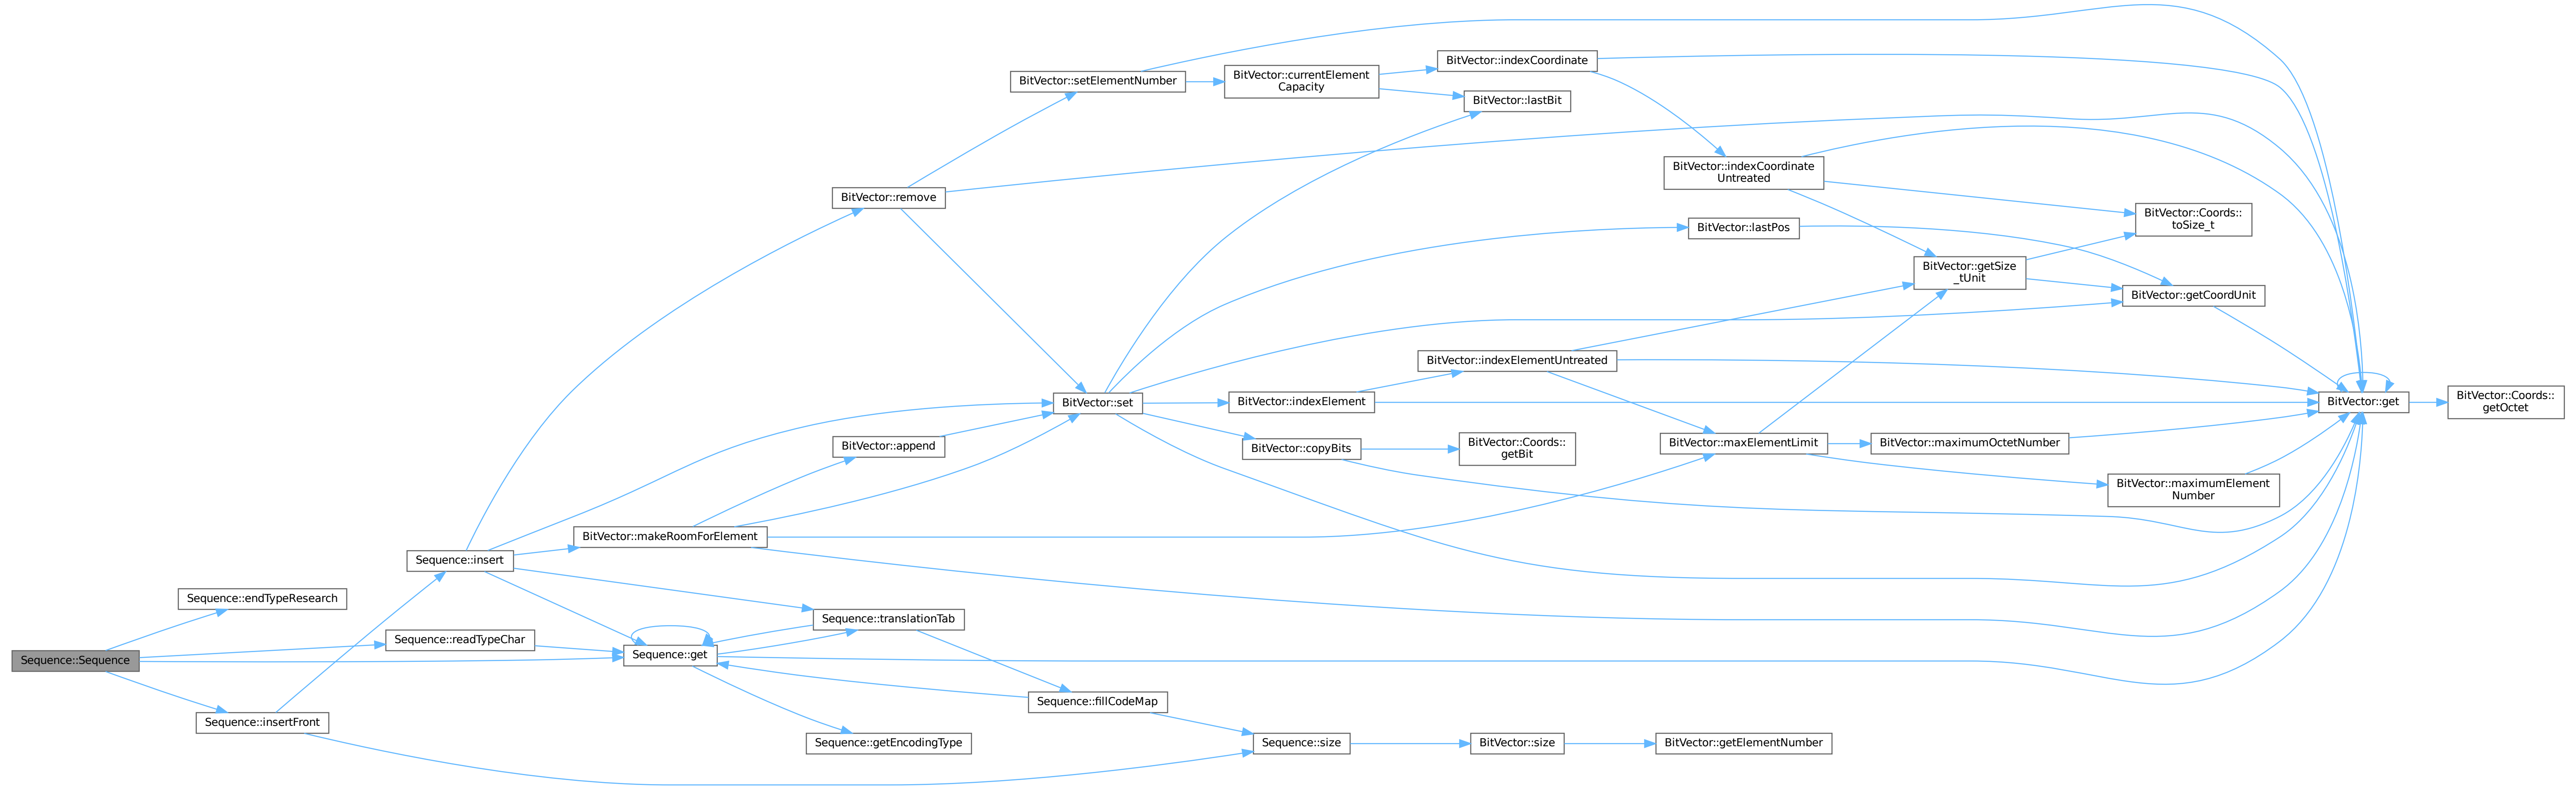 Sequence::Sequence
Sequence::endTypeResearch
Sequence::readTypeChar
Sequence::insertFront
Sequence::insert
Sequence::get
BitVector::makeRoomForElement
BitVector::remove
BitVector::append
Sequence::translationTab
Sequence::getEncodingType
BitVector::setElementNumber
BitVector::set
Sequence::fillCodeMap
BitVector::currentElement
Capacity
BitVector::indexElement
BitVector::copyBits
Sequence::size
BitVector::indexCoordinate
BitVector::lastBit
BitVector::indexElementUntreated
BitVector::Coords::
getBit
BitVector::size
BitVector::indexCoordinate
Untreated
BitVector::lastPos
BitVector::maxElementLimit
BitVector::getElementNumber
BitVector::getSize
_tUnit
BitVector::maximumOctetNumber
BitVector::Coords::
toSize_t
BitVector::getCoordUnit
BitVector::maximumElement
Number
BitVector::get
BitVector::Coords::
getOctet